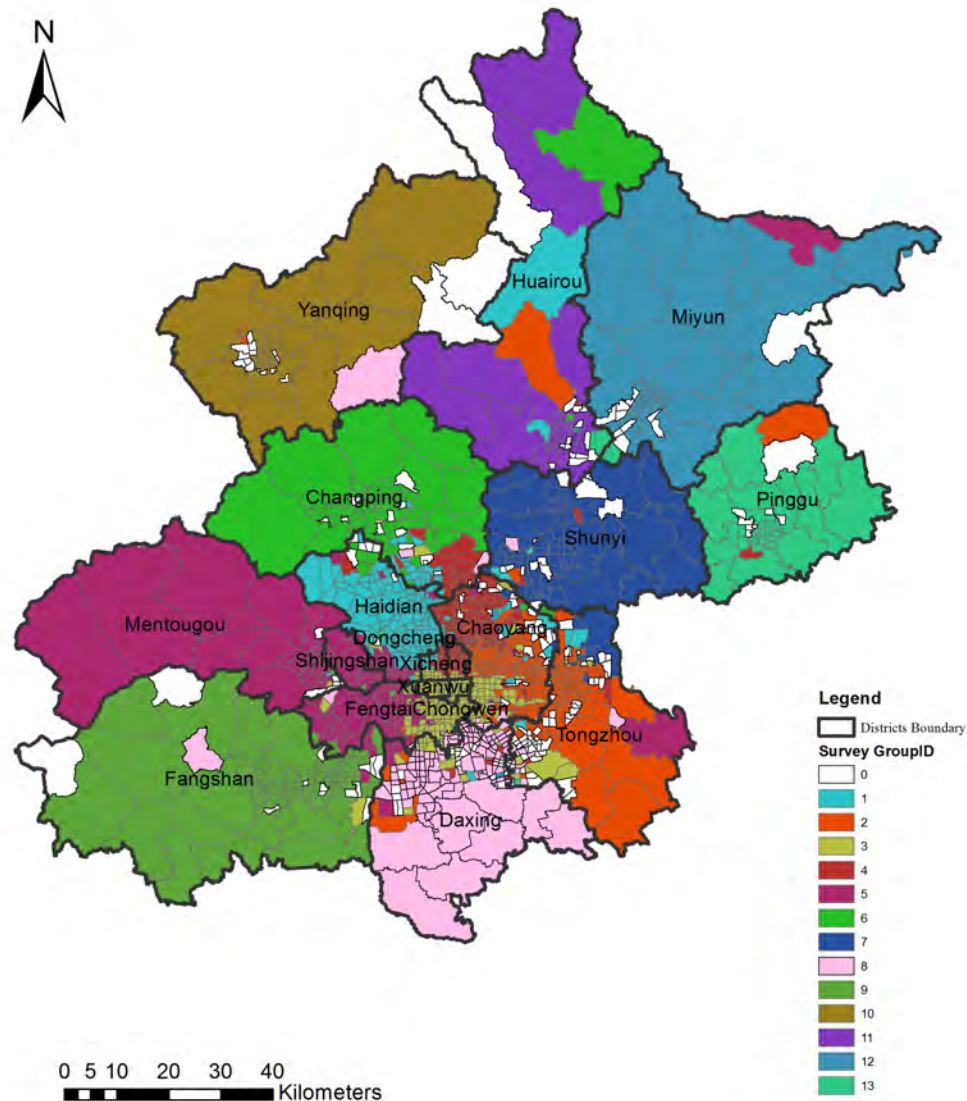 N
Huairou
Yanqing
Miyun
Changping
Pinggu
Shunyi
Haidian
Mentougou
Chaoyang
Dongcheng
Shijingshan
Xicheng
Xuanwu
Fengtai
Chongwen
Tongzhou
Fangshan
Daxing
Legend
Districts Boundary
Survey GroupID
0
1
2
3
4
5
6
7
8
9
10
11
12
13
0 5 10 20 30 40
Kilometers